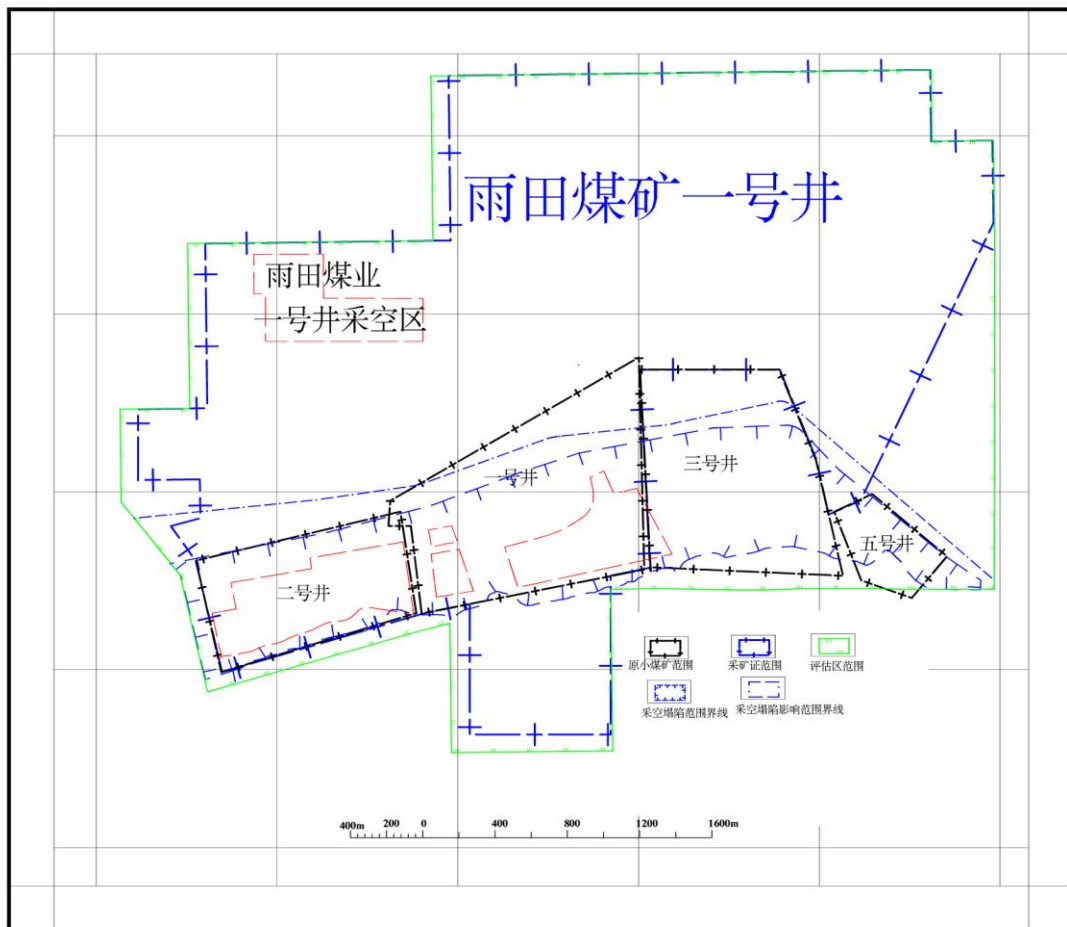 雨田煤矿一号井
雨田煤业
一号井采空区
一号井
三号井
五号井
二号井
原小煤矿范围
采矿证范围
评估区范围
采空塌陷范围界线
采空塌陷影响范围界线
400m 200 0 400 800 1200 1600m